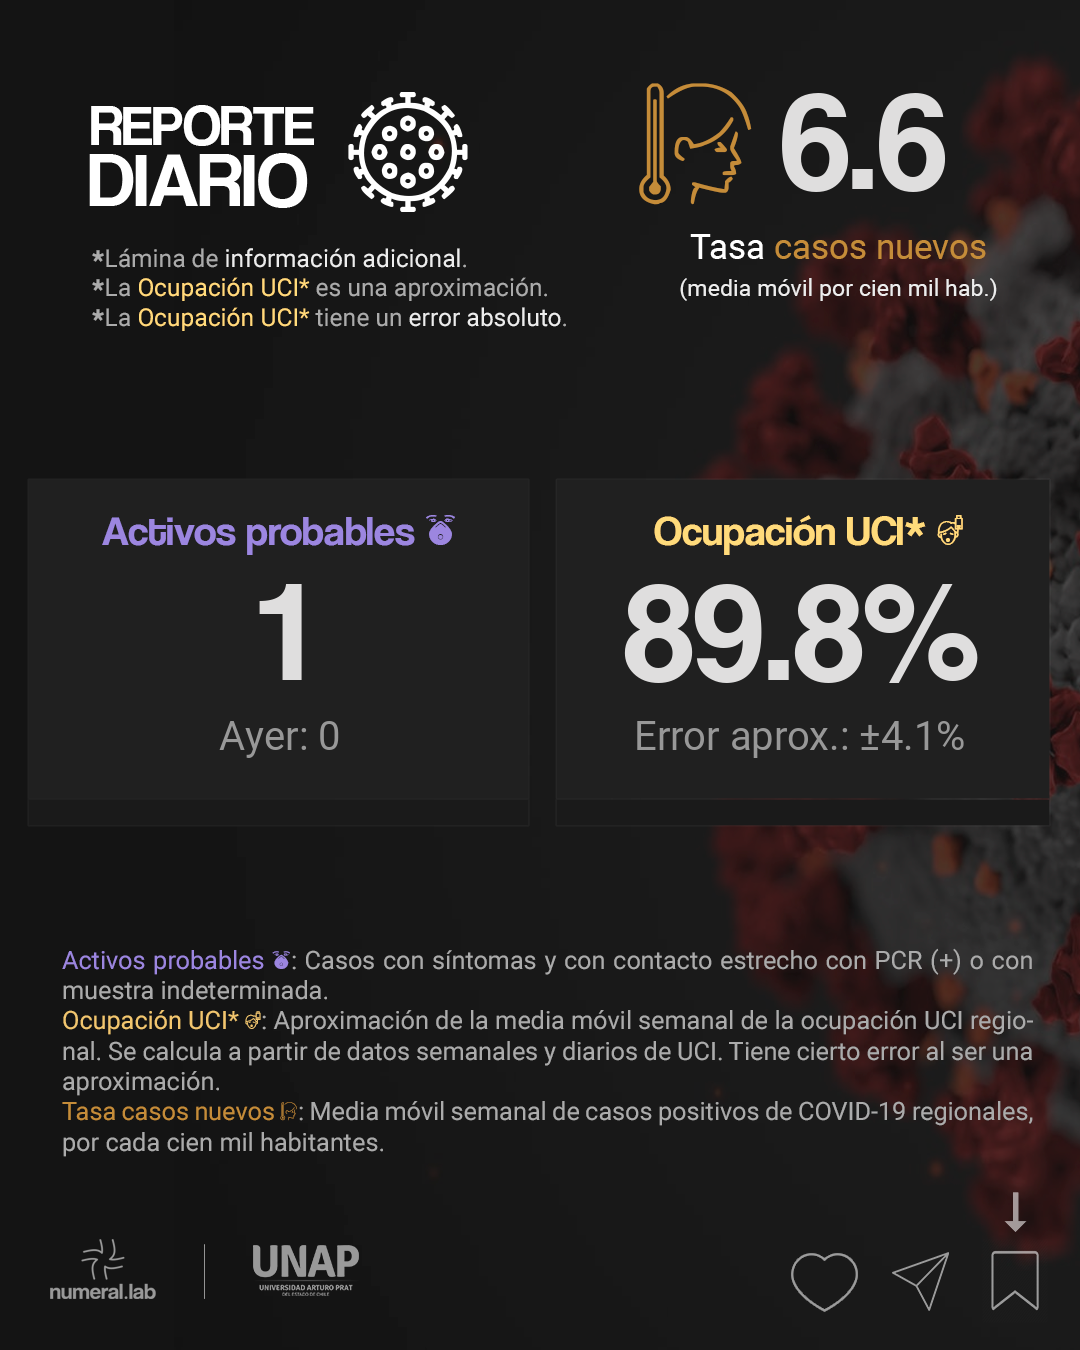 REPORTE
DIARIO
*Lámina de información adicional.
*La Ocupación UCI* es una aproximación.
*La Ocupación UCI* tiene un error absoluto.
6.6
Tasa casos nuevos
(media móvil por cien mil hab.)
Activos probables
1
Ayer: 0
Ocupación UCI*
89.8%
Error aprox.: ±4.1%
Activos probables : Casos con síntomas y con contacto estrecho con PCR (+) o con
muestra indeterminada.
Ocupación UCI* : Aproximación de la media móvil semanal de la ocupación UCI regio-
nal. Se calcula a partir de datos semanales y diarios de UCI. Tiene cierto error al ser una
aproximación.
Tasa casos nuevos : Media móvil semanal de casos positivos de COVID-19 regionales,
por cada cien mil habitantes.
numeral.lab
UNAP
UNIVERSIDAD ARTURO PRAT
DEL ESTADO DE CHILE